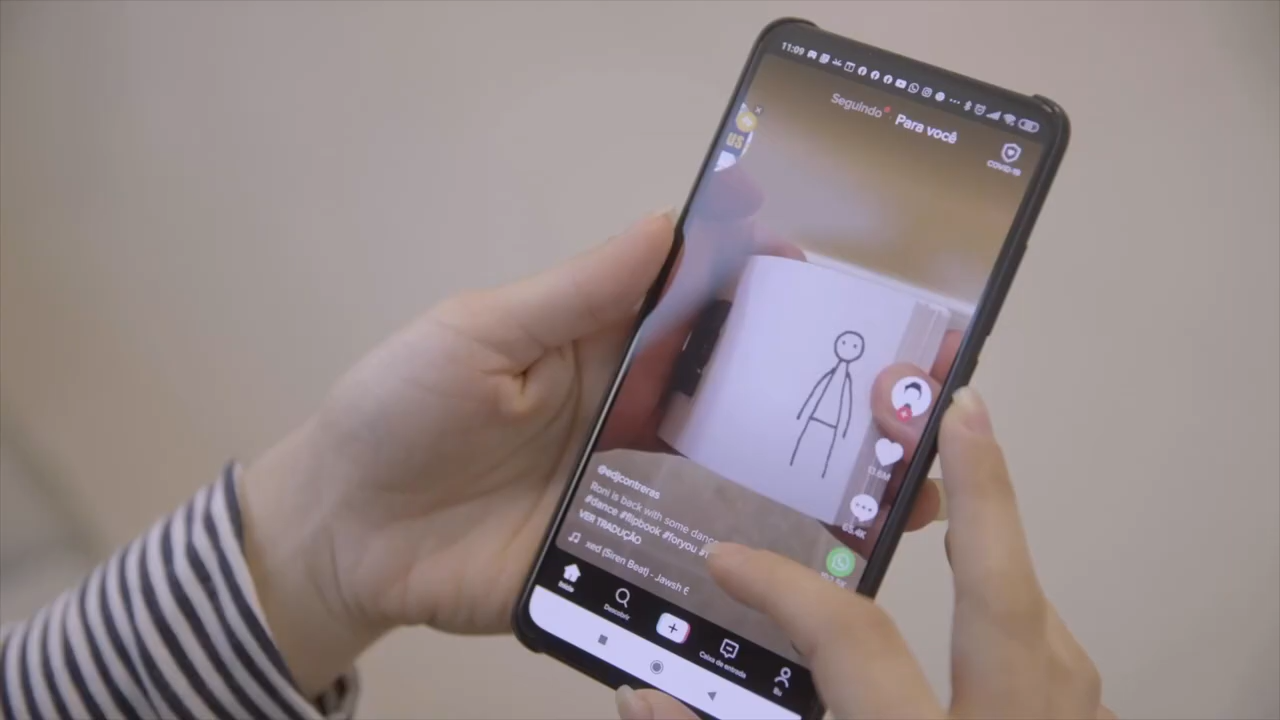 11:09
Seguindo
Para você
COVID-19
us
@edjcontreras
Roni is back with some dance
#dance #flipbook #foryou
VER TRADUÇÃO
xed (Siren Beat) - Jawsh
Início
Descobrir
Caixa de entrada
Eu